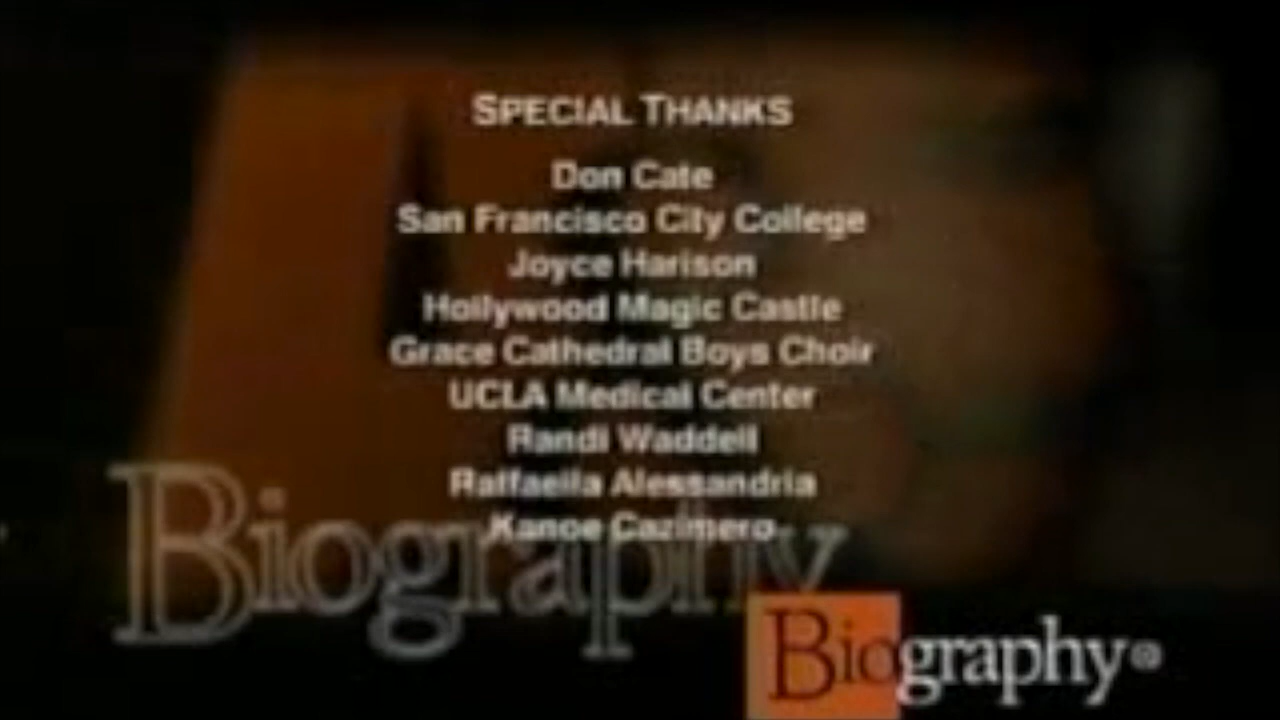 SPECIAL THANKS
Don Cate
San Francisco City College
Joyce Harison
Hollywood Magic Castle
Grace Cathedral Boys Choir
UCLA Medical Center
Randi Waddell
Raffaella Alessandria
Kanoe Cazimero
Biography
Biography®